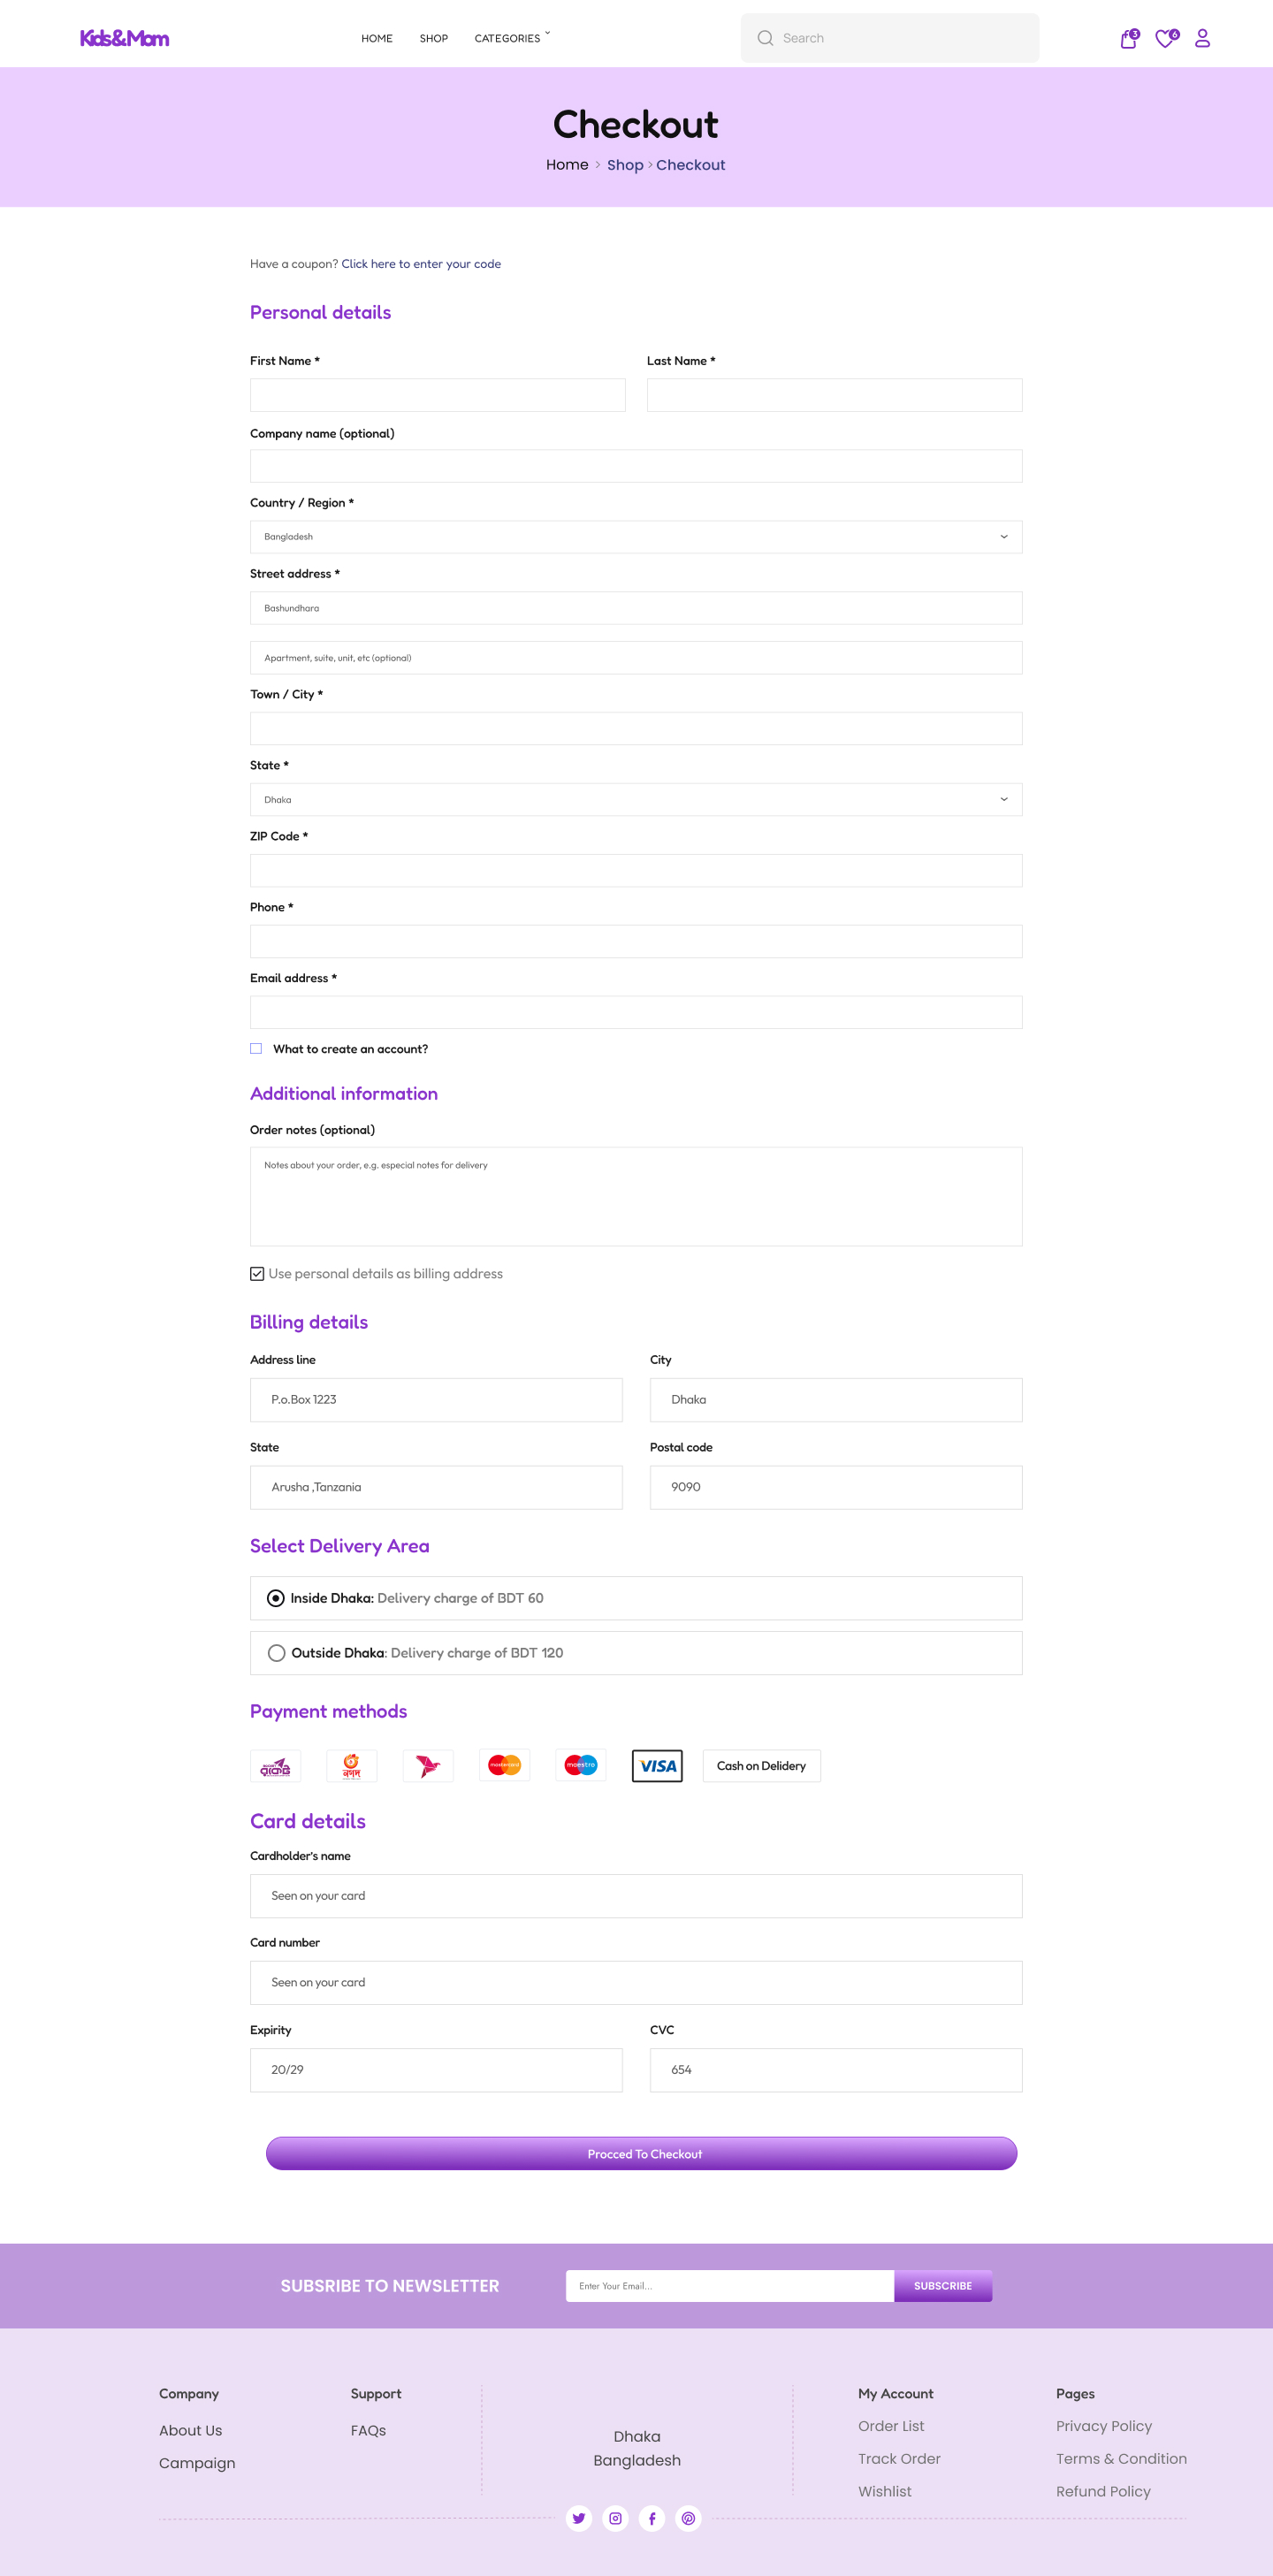 Kids&Mom
HOME SHOP CATEGORIES
Search
3
6
Checkout
Home > Shop > Checkout
Have a coupon? Click here to enter your code
Personal details
First Name *
Last Name *
Company name (optional)
Country / Region *
Bangladesh
Street address *
Bashundhara
Apartment, suite, unit, etc (optional)
Town / City *
State *
Dhaka
ZIP Code *
Phone *
Email address *
What to create an account?
Additional information
Order notes (optional)
Notes about your order, e.g. especial notes for delivery
Use personal details as billing address
Billing details
Address line
City
P.o.Box 1223
Dhaka
State
Postal code
Arusha ,Tanzania
9090
Select Delivery Area
Inside Dhaka: Delivery charge of BDT 60
Outside Dhaka: Delivery charge of BDT 120
Payment methods
রকেট
নগদ
mastercard
maestro
VISA
Cash on Delidery
Card details
Cardholder's name
Seen on your card
Card number
Seen on your card
Expirity
CVC
20/29
654
Procced To Checkout
SUBSRIBE TO NEWSLETTER
Enter Your Email...
SUBSCRIBE
Company
About Us
Campaign
Support
FAQs
Dhaka
Bangladesh
My Account
Order List
Track Order
Wishlist
Pages
Privacy Policy
Terms & Condition
Refund Policy